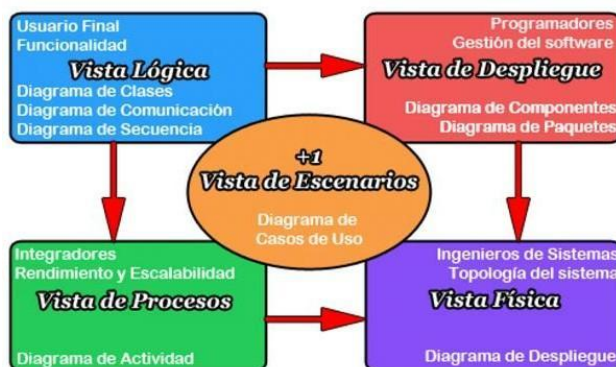 Usuario Final
Funcionalidad
Vista Lógica
Diagrama de Clases
Diagrama de Comunicación
Diagrama de Secuencia
Programadores
Gestión del software
Vista de Despliegue
Diagrama de Componentes
Diagrama de Paquetes
+1
Vista de Escenarios
Diagrama de
Casos de Uso
Integradores
Rendimiento y Escalabilidad
Vista de Procesos
Diagrama de Actividad
Ingenieros de Sistemas
Topología del sistema
Vista Física
Diagrama de Despliegue